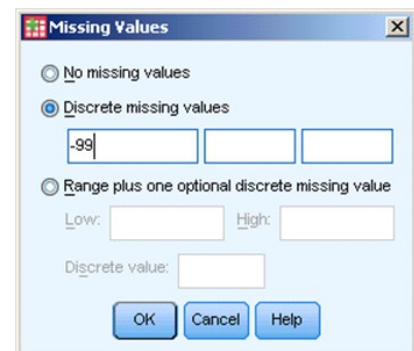 Missing Values
No missing values
Discrete missing values
-99
Range plus one optional discrete missing value
Low: High:
Discrete value:
OK Cancel Help